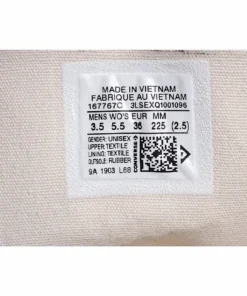 MADE IN VIETNAM
FABRIQUE AU VIETNAM
167767C 3LSEXQ1001096
MENS WO'S EUR MM
3.5 5.5 36 225 (2.5)
GENDER: UNISEX
UPPER: TEXTILE
LINING: TEXTILE
OUTSOLE: RUBBER
9A 1903 L6B
CONVERSE